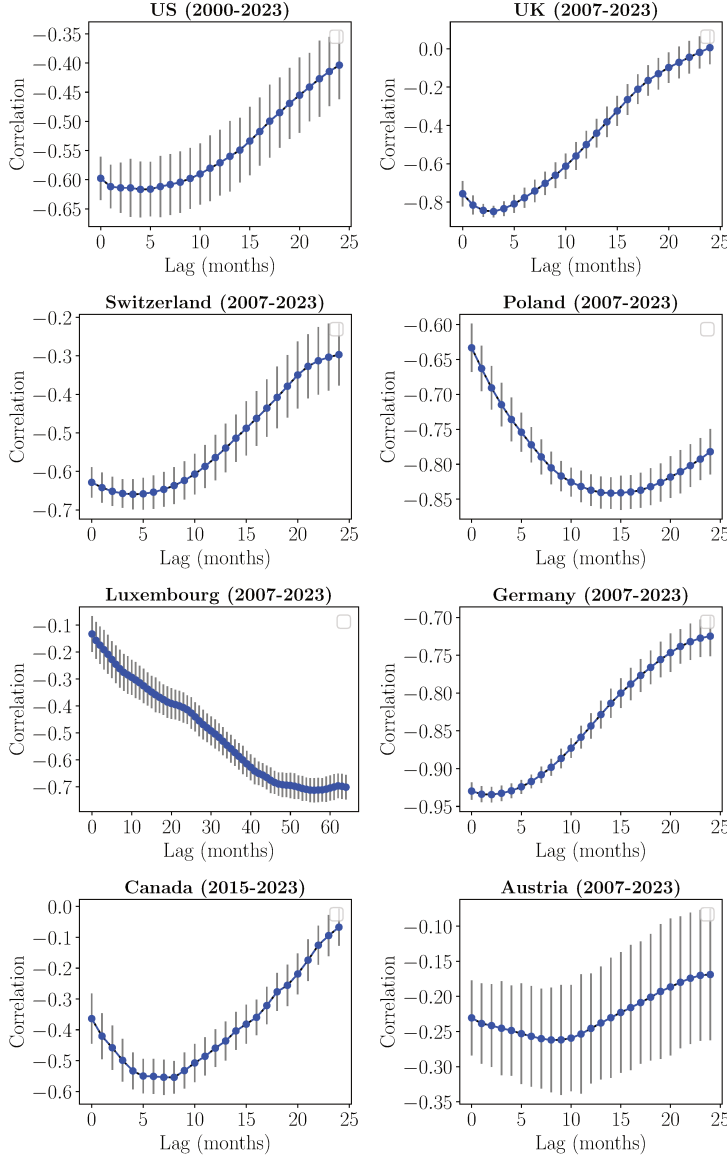 US (2000-2023)
−0.35
−0.40
−0.45
−0.50
−0.55
−0.60
−0.65
Correlation
0 5 10 15 20 25
Lag (months)
UK (2007-2023)
0.0
−0.2
−0.4
−0.6
−0.8
Correlation
0 5 10 15 20 25
Lag (months)
Switzerland (2007-2023)
−0.2
−0.3
−0.4
−0.5
−0.6
−0.7
Correlation
0 5 10 15 20 25
Lag (months)
Poland (2007-2023)
−0.60
−0.65
−0.70
−0.75
−0.80
−0.85
Correlation
0 5 10 15 20 25
Lag (months)
Luxembourg (2007-2023)
−0.1
−0.2
−0.3
−0.4
−0.5
−0.6
−0.7
Correlation
0 10 20 30 40 50 60
Lag (months)
Germany (2007-2023)
−0.70
−0.75
−0.80
−0.85
−0.90
−0.95
Correlation
0 5 10 15 20 25
Lag (months)
Canada (2015-2023)
0.0
−0.1
−0.2
−0.3
−0.4
−0.5
−0.6
Correlation
0 5 10 15 20 25
Lag (months)
Austria (2007-2023)
−0.10
−0.15
−0.20
−0.25
−0.30
−0.35
Correlation
0 5 10 15 20 25
Lag (months)